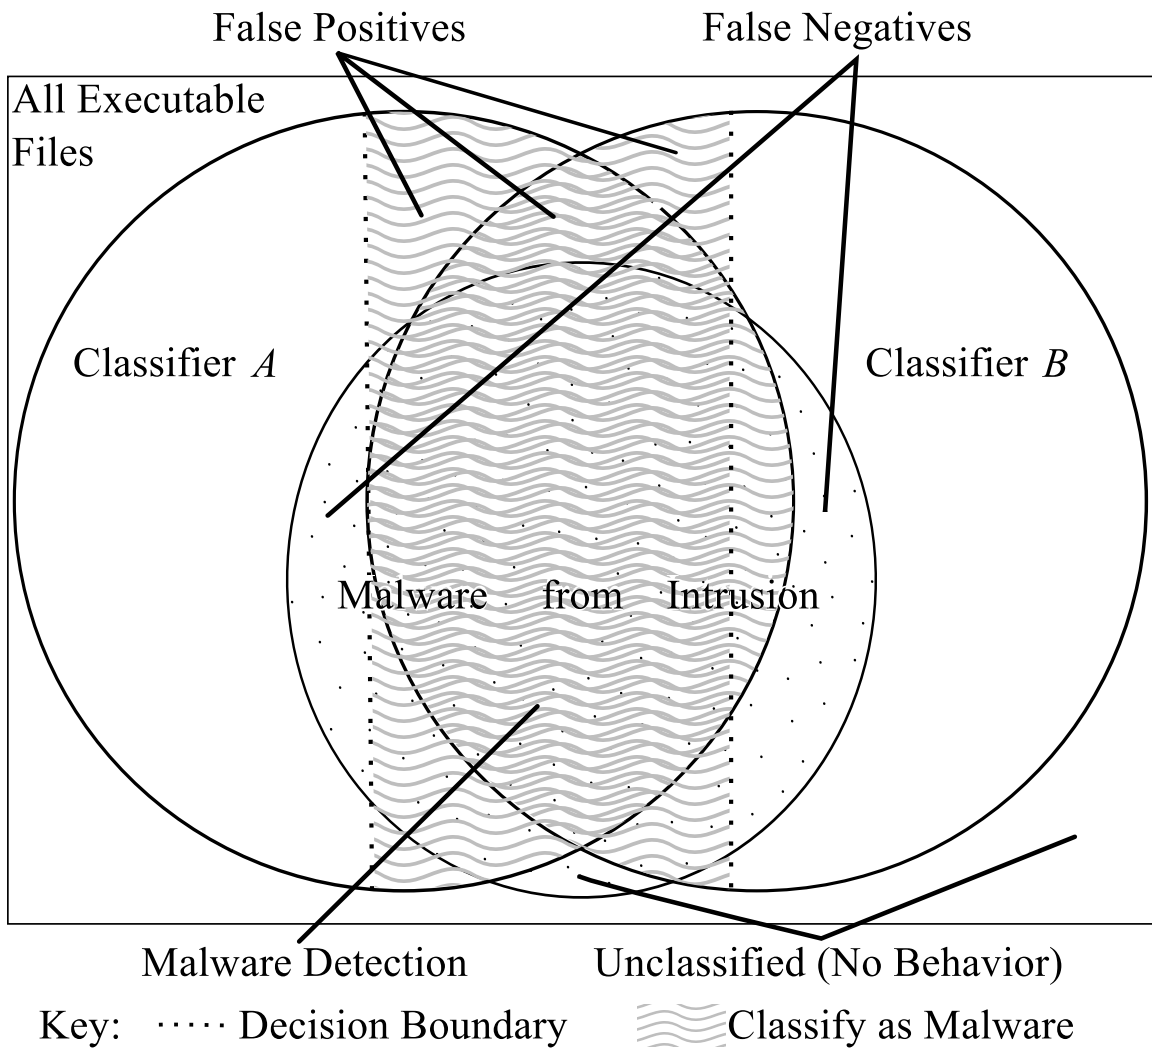 False Positives
False Negatives
All Executable
Files
Classifier A
Classifier B
Malware from Intrusion
Malware Detection
Unclassified (No Behavior)
Key: Decision Boundary Classify as Malware